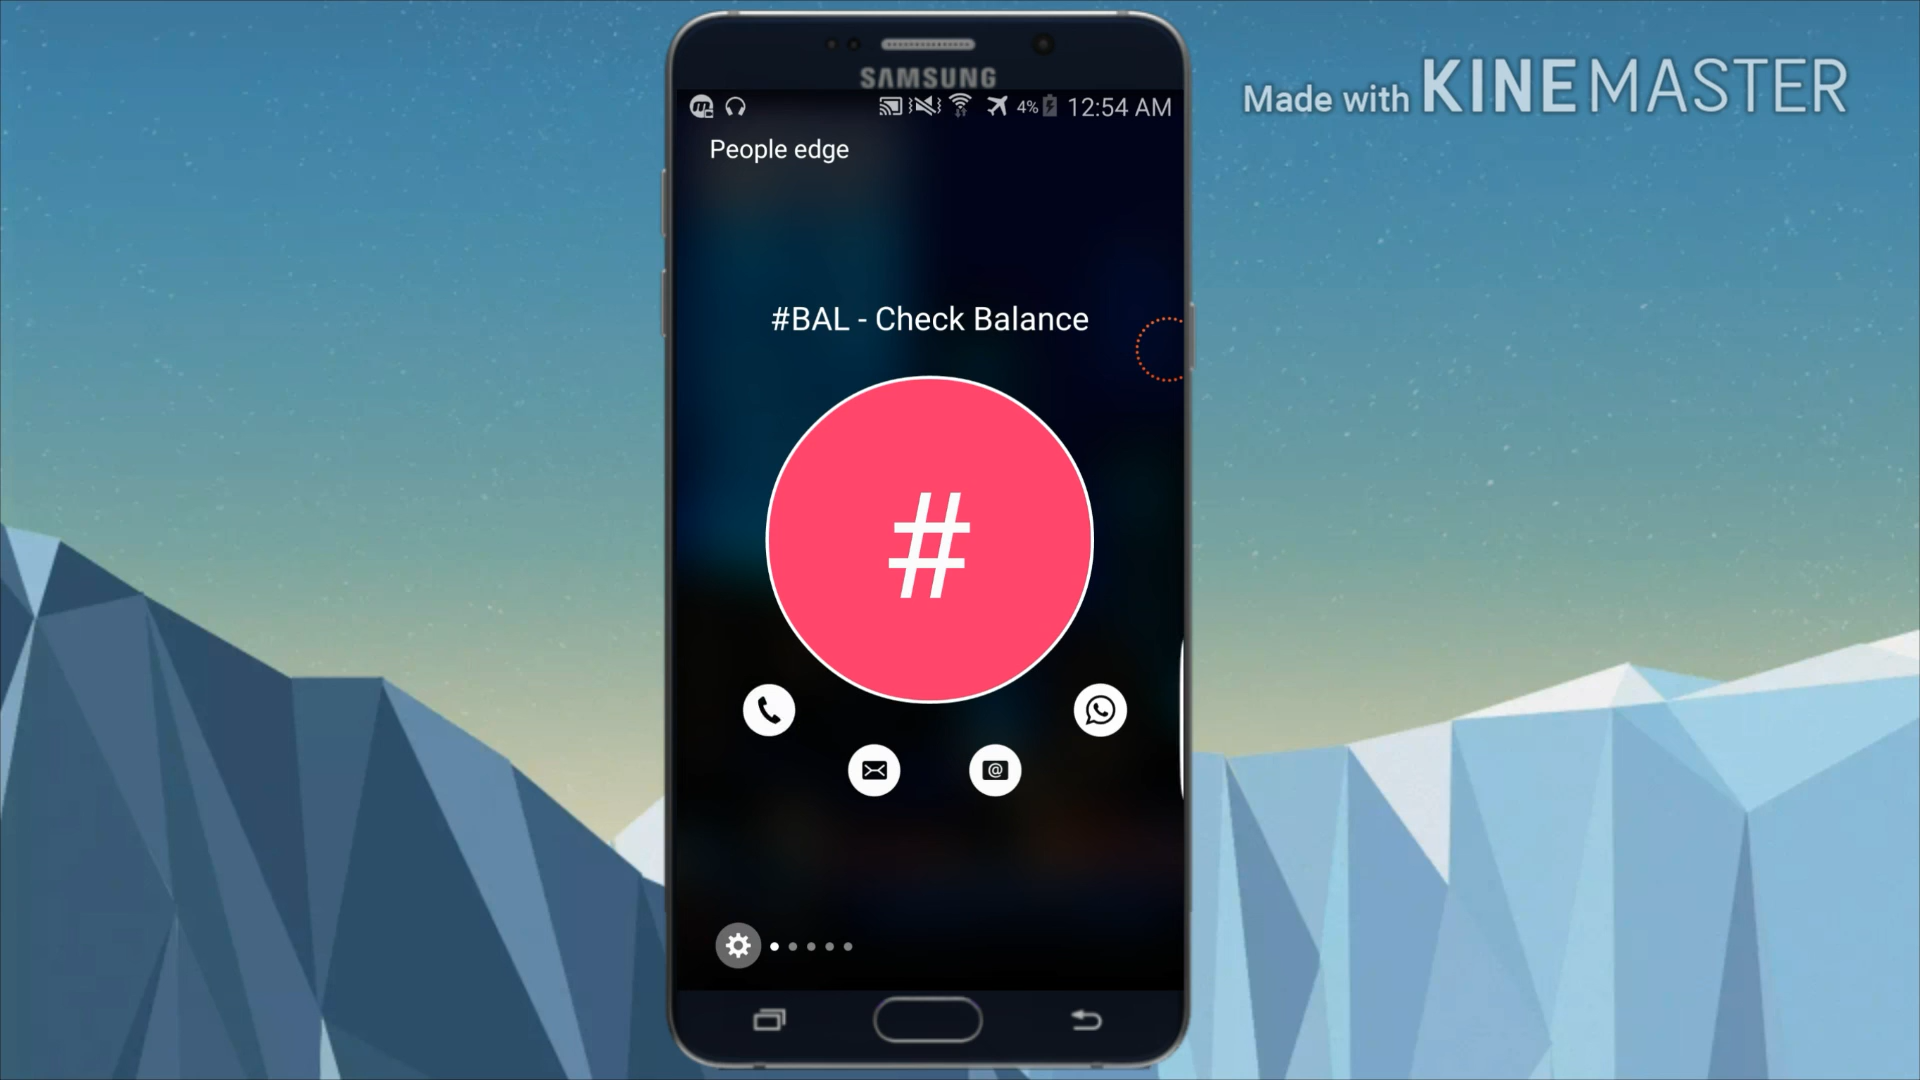 SAMSUNG
4% 12:54 AM
Made with KINEMASTER
People edge
#BAL - Check Balance
#
@